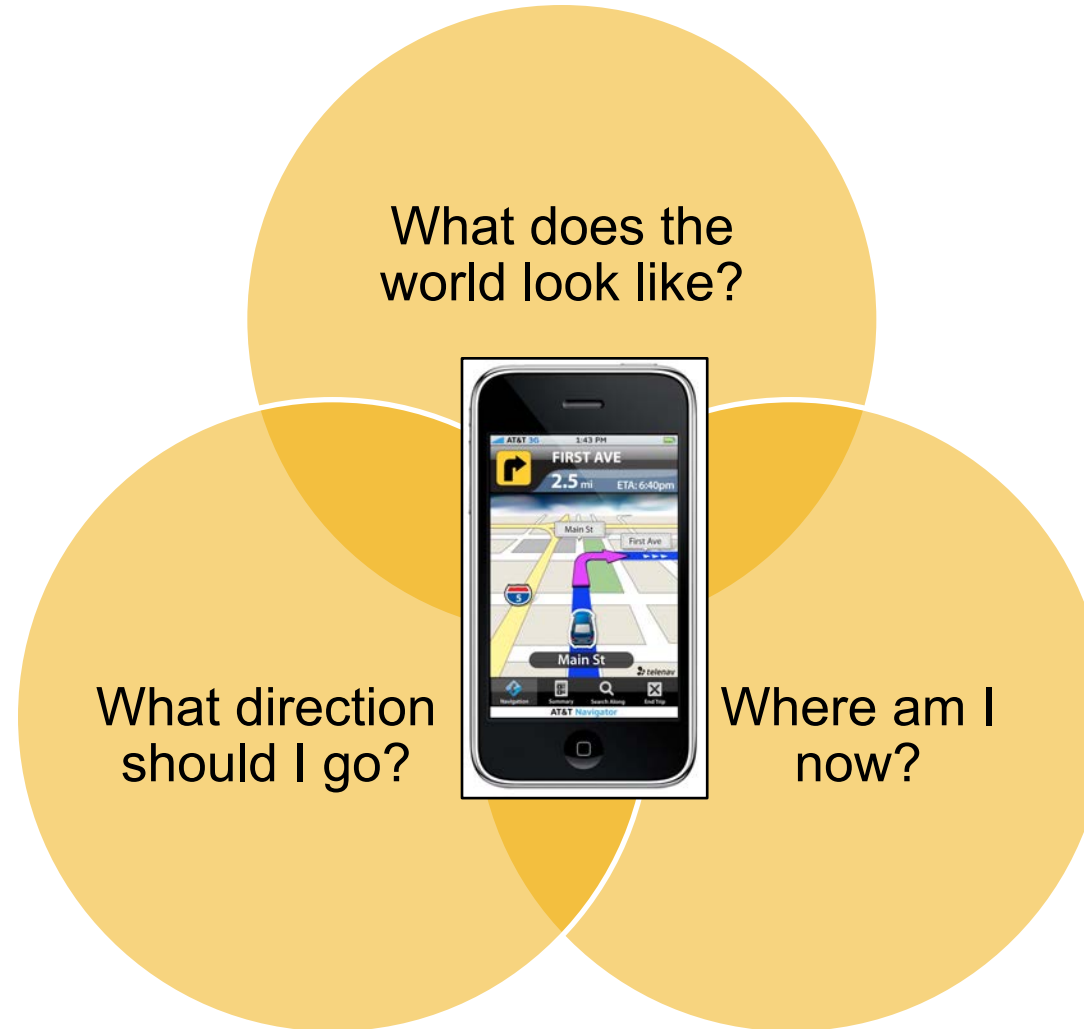 What does the
world look like?
AT&T 3G 1:43 PM
FIRST AVE
2.5 mi ETA: 6:40pm
Main St
First Ave
5
Main St
telenav
Navigation Summary Search Along End Trip
AT&T Navigator
What direction
should I go?
Where am I
now?